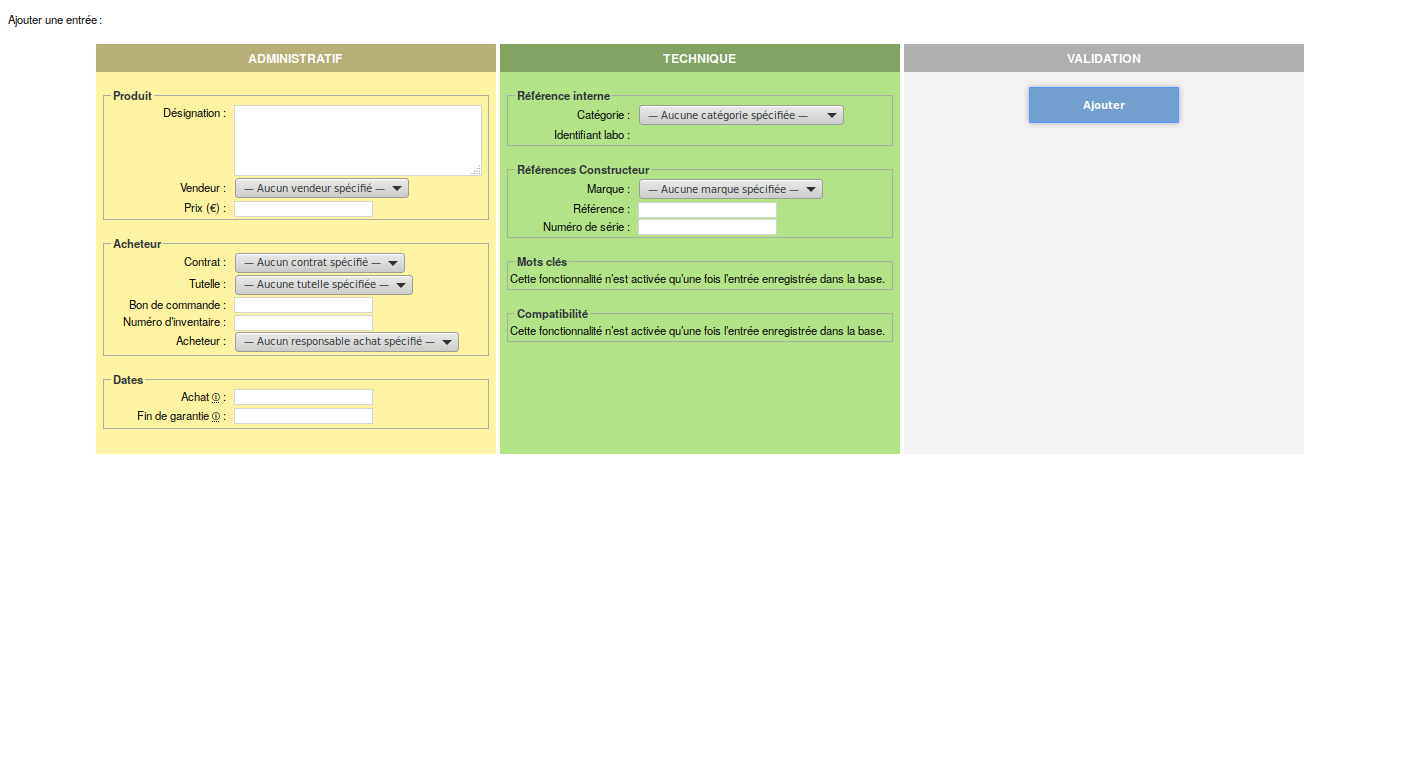 Ajouter une entrée :
ADMINISTRATIF
Produit
Désignation :
Vendeur : — Aucun vendeur spécifié —
Prix (€) :
Acheteur
Contrat : — Aucun contrat spécifié —
Tutelle : — Aucune tutelle spécifiée —
Bon de commande :
Numéro d'inventaire :
Acheteur : — Aucun responsable achat spécifié —
Dates
Achat ⓘ :
Fin de garantie ⓘ :
TECHNIQUE
Référence interne
Catégorie : — Aucune catégorie spécifiée —
Identifiant labo :
Références Constructeur
Marque : — Aucune marque spécifiée —
Référence :
Numéro de série :
Mots clés
Cette fonctionnalité n'est activée qu'une fois l'entrée enregistrée dans la base.
Compatibilité
Cette fonctionnalité n'est activée qu'une fois l'entrée enregistrée dans la base.
VALIDATION
Ajouter